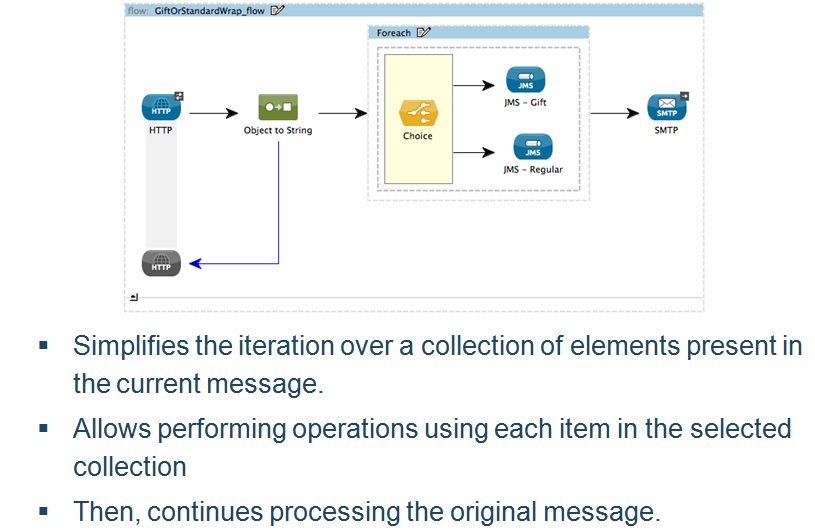 flow: GiftOrStandardWrap_flow
Foreach
HTTP
HTTP
Object to String
Choice
JMS
JMS - Gift
JMS
JMS - Regular
SMTP
SMTP
HTTP
▪ Simplifies the iteration over a collection of elements present in
the current message.
▪ Allows performing operations using each item in the selected
collection
▪ Then, continues processing the original message.